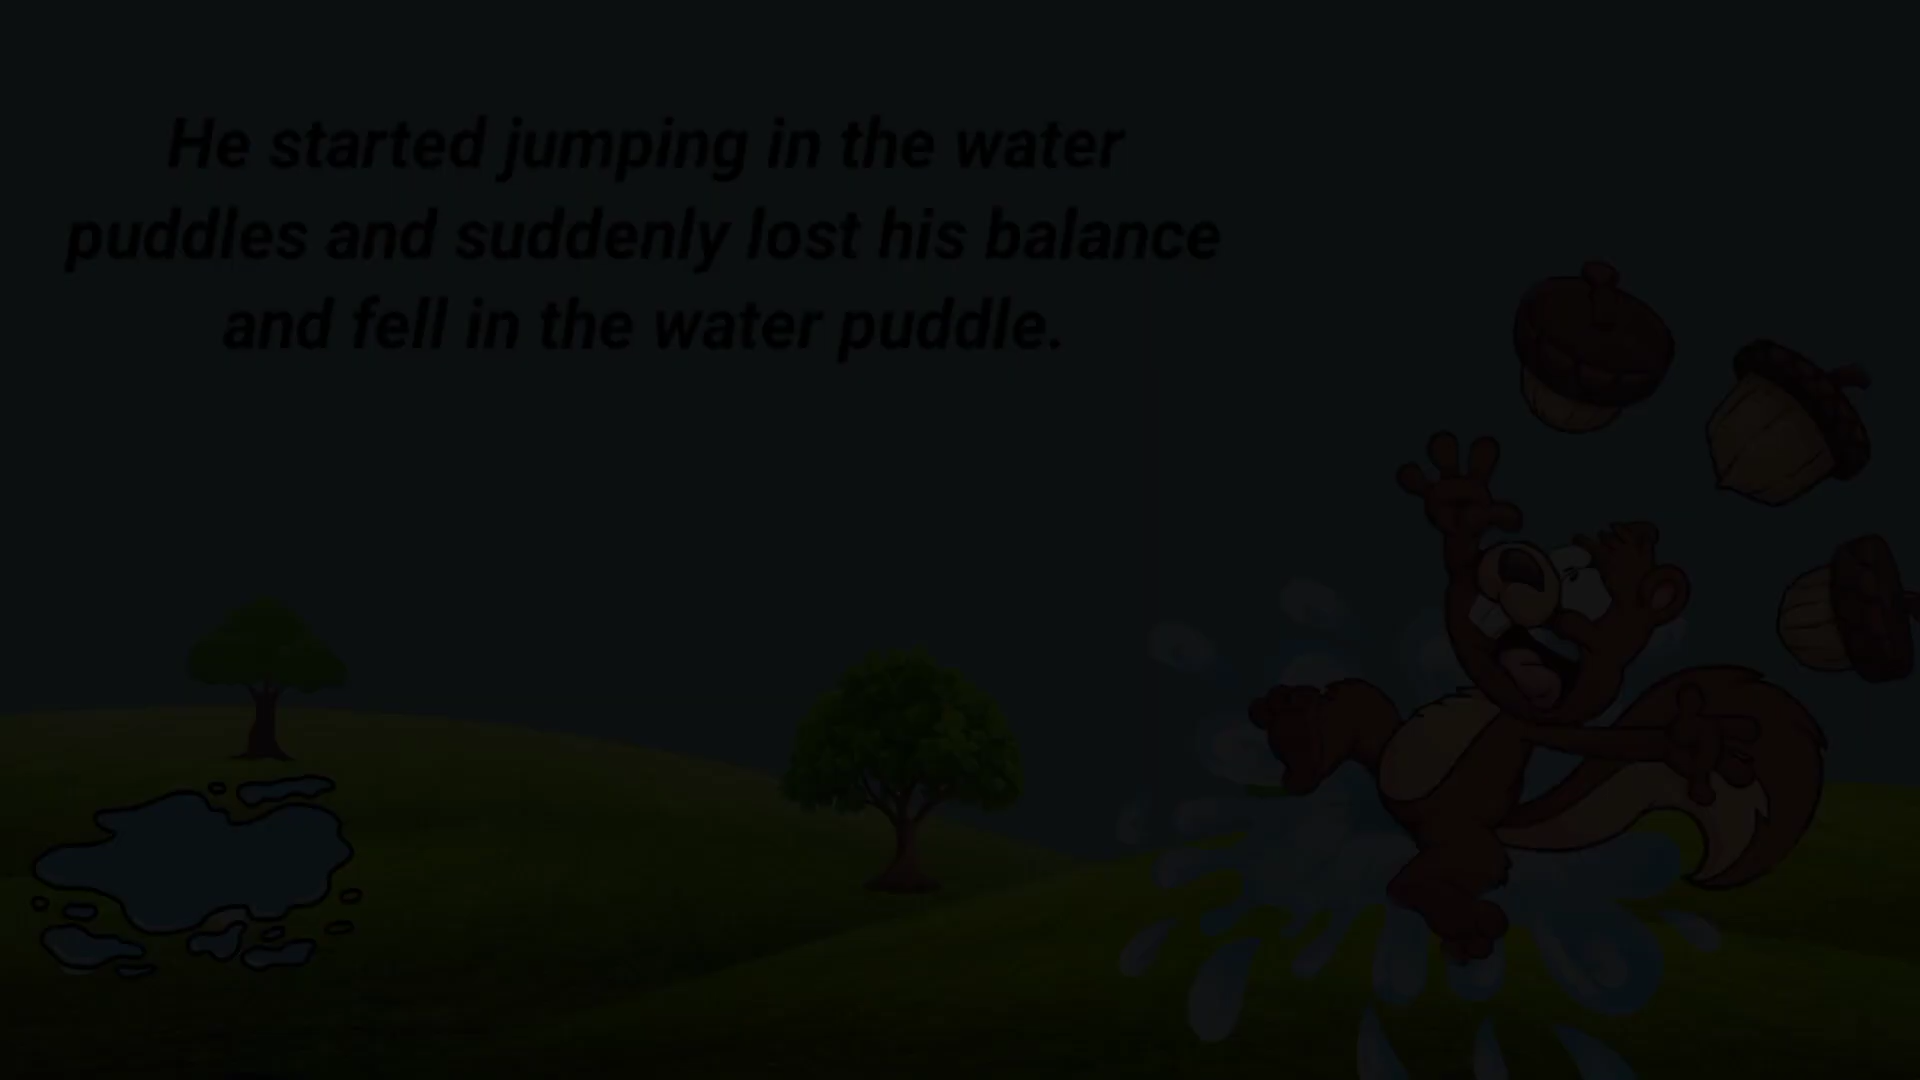 He started jumping in the water
puddles and suddenly lost his balance
and fell in the water puddle.